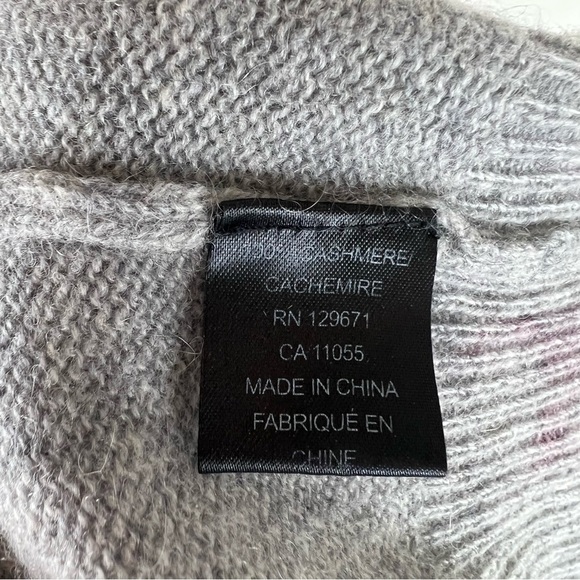 CASHMERE/
CACHEMIRE
RN 129671
CA 11055
MADE IN CHINA
FABRIQUÉ EN
CHINE